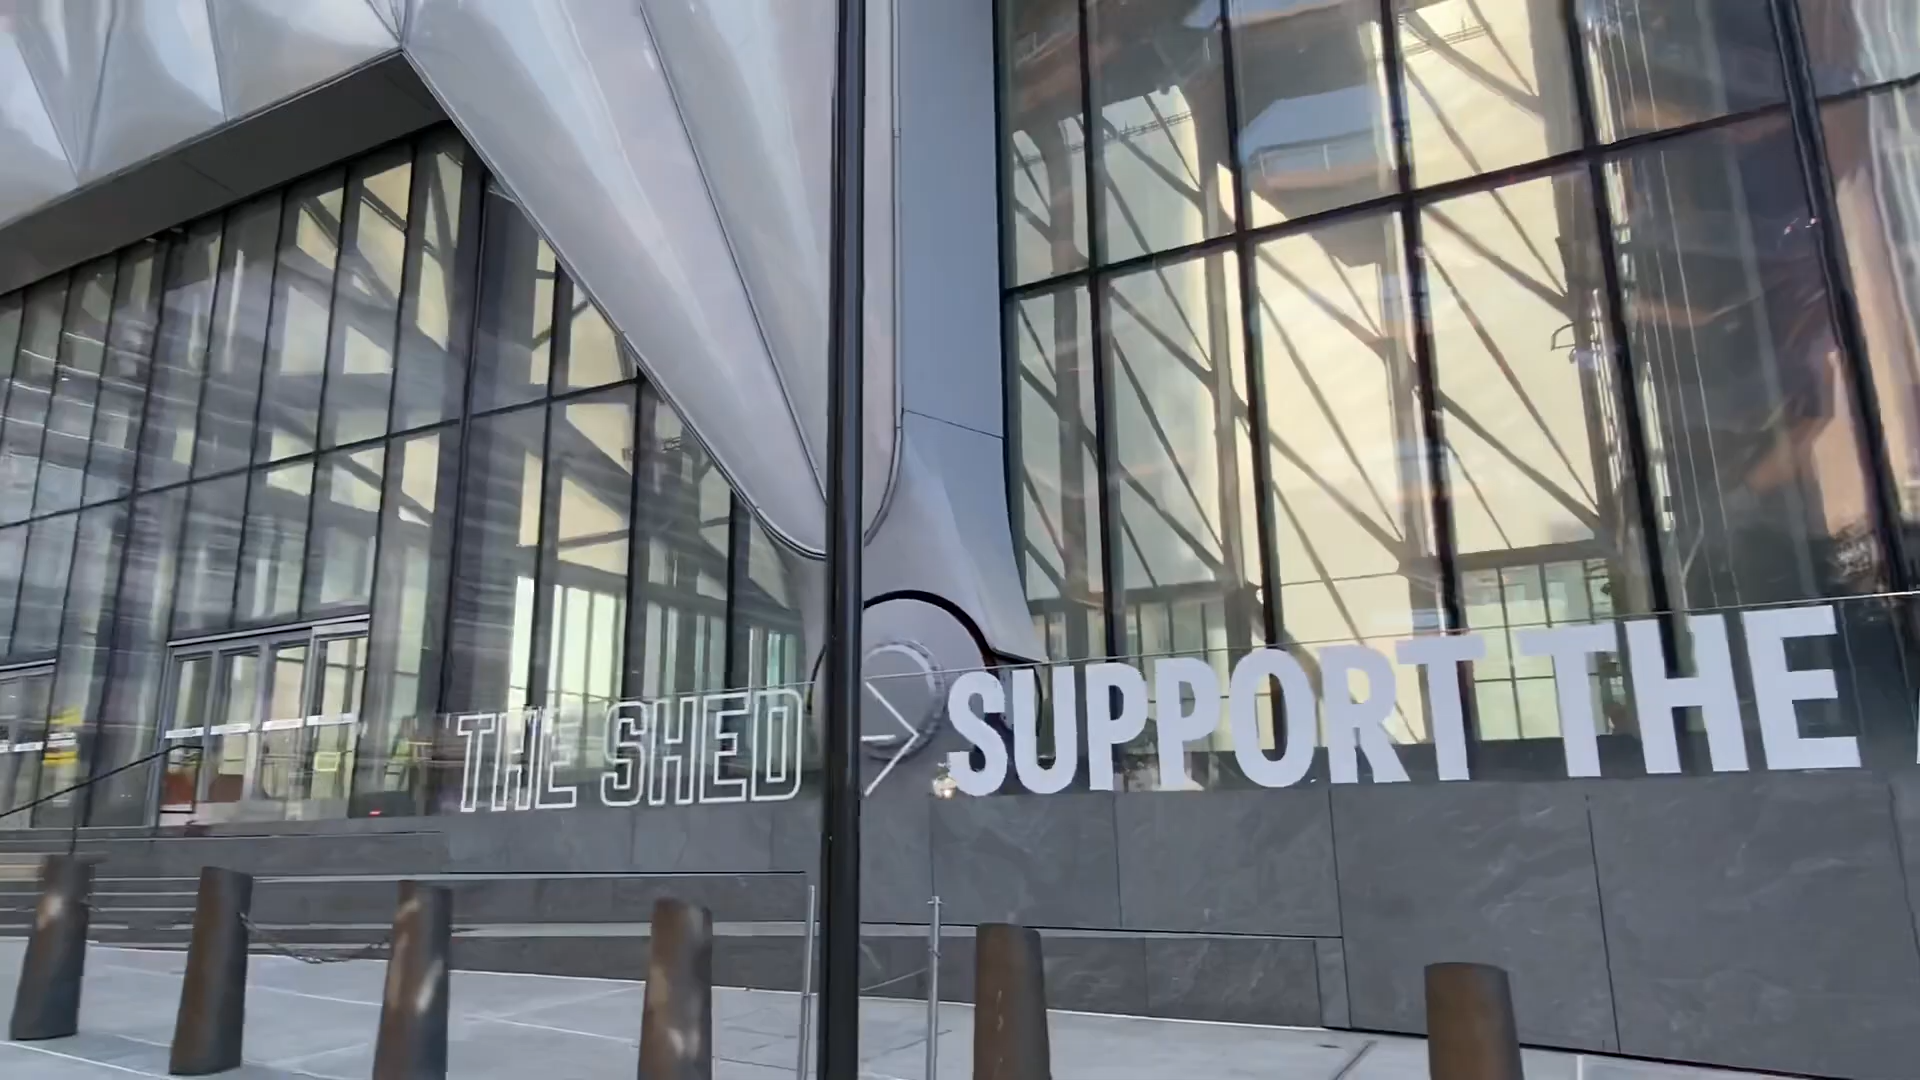 THE SHED → SUPPORT THE